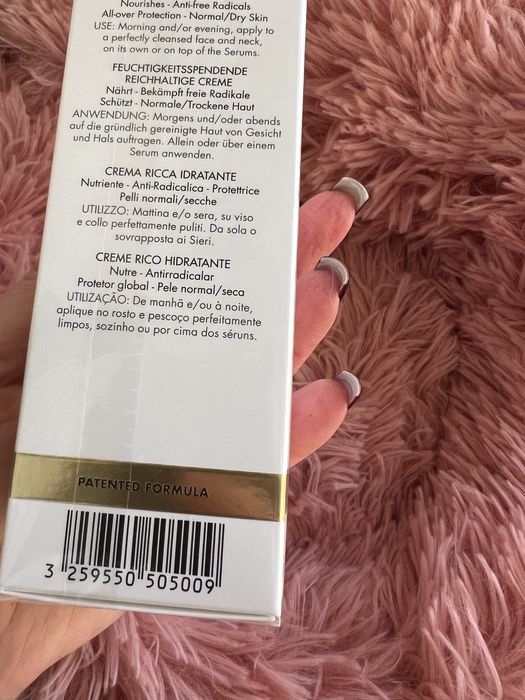 Nourishes - Anti-free Radicals
All-over Protection - Normal/Dry Skin
USE: Morning and/or evening, apply to
a perfectly cleansed face and neck,
on its own or on top of the Serums.
FEUCHTIGKEITSSPENDENDE
REICHHALTIGE CREME
Nährt - Bekämpft freie Radikale
Schützt - Normale/Trockene Haut
ANWENDUNG: Morgens und/oder abends
auf die gründlich gereinigte Haut von Gesicht
und Hals auftragen. Allein oder über einem
Serum anwenden.
CREMA RICCA IDRATANTE
Nutriente - Anti-Radicalica - Protettrice
Pelli normali/secche
UTILIZZO: Mattina e/o sera, su viso
e collo perfettamente puliti. Da sola o
sovrapposta ai Sieri.
CREME RICO HIDRATANTE
Nutre - Antirradicalar
Protetor global - Pele normal/seca
UTILIZAÇÃO: De manhã e/ou à noite,
aplique no rosto e pescoço perfeitamente
limpos, sozinho ou por cima dos séruns.
PATENTED FORMULA
3 259550 505009